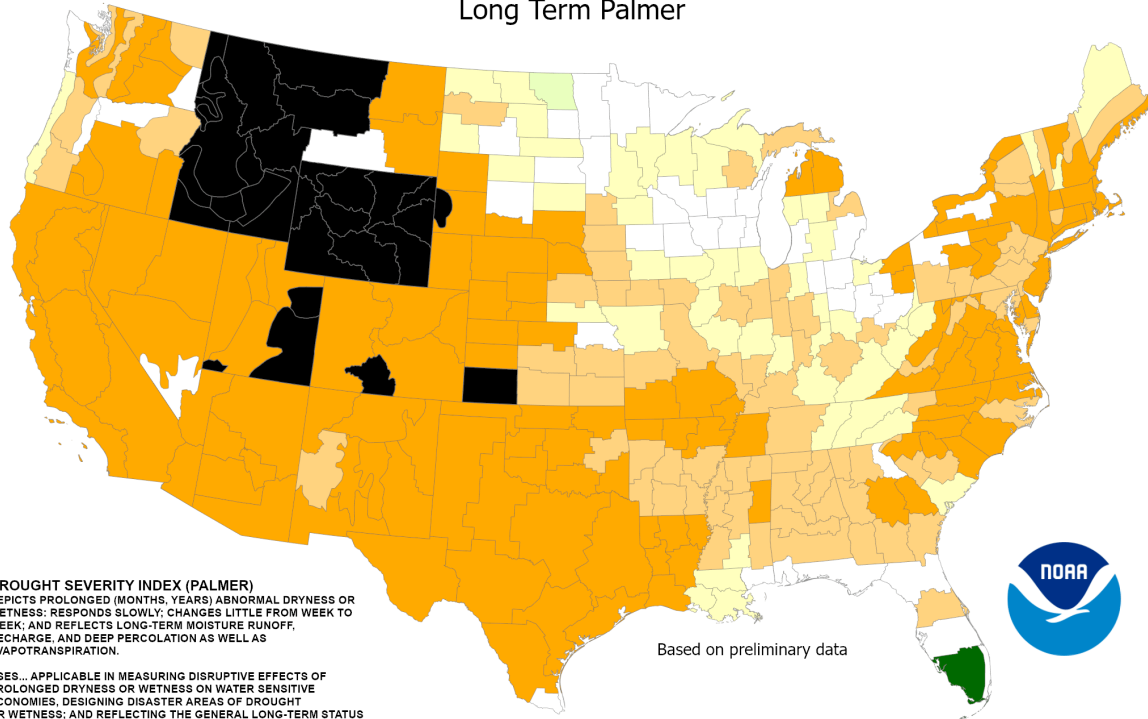 Long Term Palmer
NOAA
ROUGHT SEVERITY INDEX (PALMER)
EPICTS PROLONGED (MONTHS, YEARS) ABNORMAL DRYNESS OR
ETNESS: RESPONDS SLOWLY; CHANGES LITTLE FROM WEEK TO
EEK; AND REFLECTS LONG-TERM MOISTURE RUNOFF,
ECHARGE, AND DEEP PERCOLATION AS WELL AS
VAPOTRANSPIRATION.
Based on preliminary data
SES... APPLICABLE IN MEASURING DISRUPTIVE EFFECTS OF
ROLONGED DRYNESS OR WETNESS ON WATER SENSITIVE
CONOMIES, DESIGNING DISASTER AREAS OF DROUGHT
R WETNESS; AND REFLECTING THE GENERAL LONG-TERM STATUS